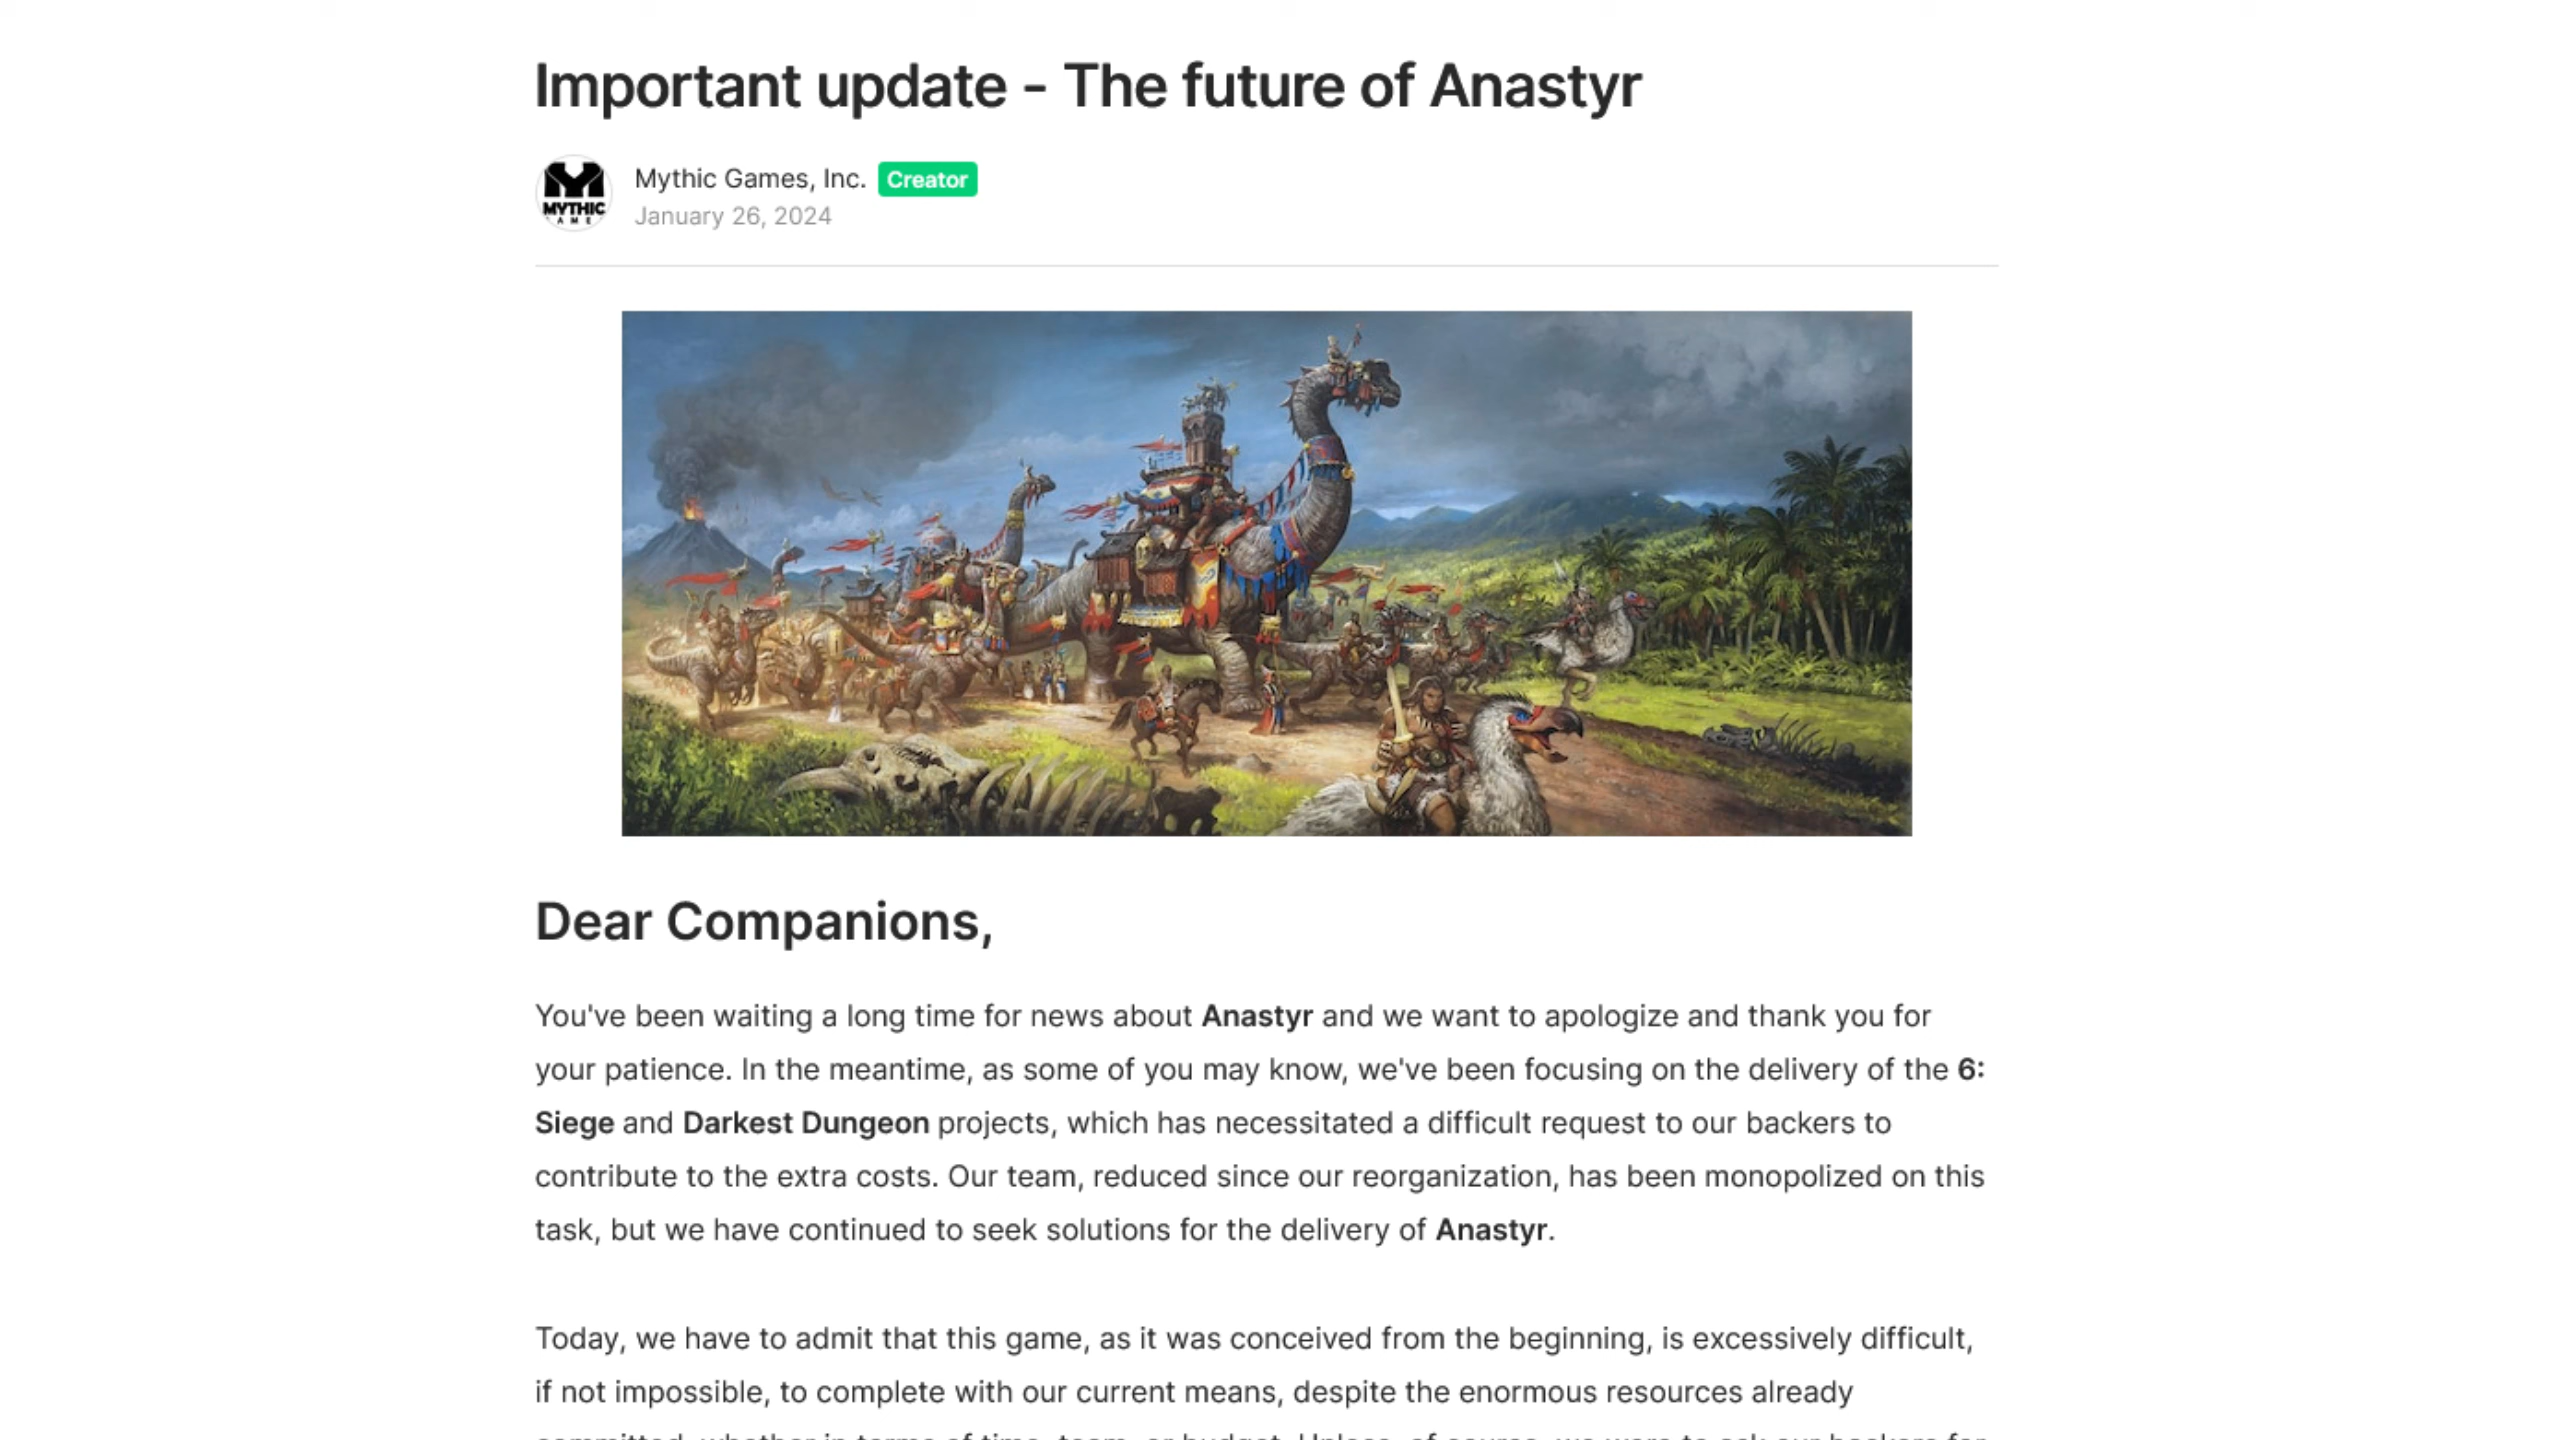 Important update - The future of Anastyr
MYTHIC
GAMES
Mythic Games, Inc. Creator
January 26, 2024
Dear Companions,
You've been waiting a long time for news about Anastyr and we want to apologize and thank you for
your patience. In the meantime, as some of you may know, we've been focusing on the delivery of the 6:
Siege and Darkest Dungeon projects, which has necessitated a difficult request to our backers to
contribute to the extra costs. Our team, reduced since our reorganization, has been monopolized on this
task, but we have continued to seek solutions for the delivery of Anastyr.
Today, we have to admit that this game, as it was conceived from the beginning, is excessively difficult,
if not impossible, to complete with our current means, despite the enormous resources already